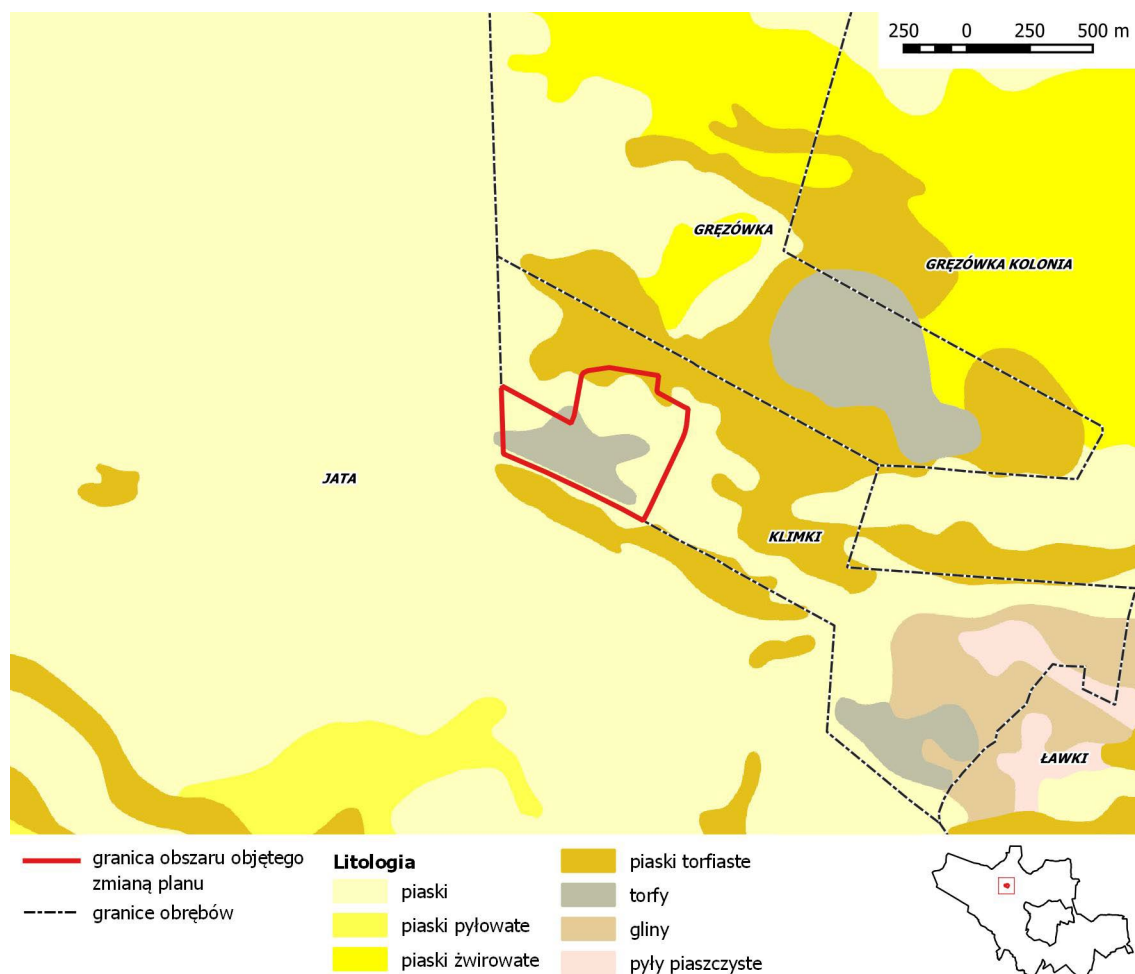 250 0 250 500 m
GRĘZÓWKA
GRĘZÓWKA KOLONIA
JATA
KLIMKI
ŁAWKI
granica obszaru objętego
zmianą planu
granice obrębów
Litologia
piaski
piaski pyłowate
piaski żwirowate
piaski torfiaste
torfy
gliny
pyły piaszczyste